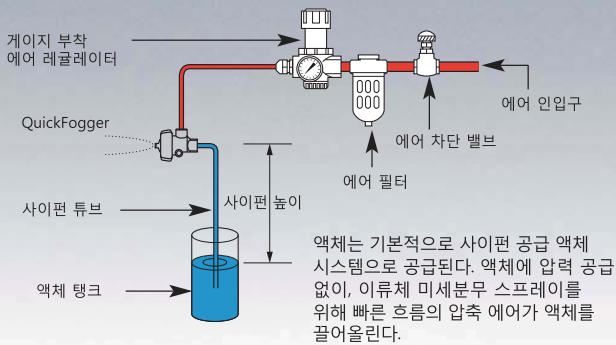 게이지 부착
에어 레귤레이터
에어 인입구
QuickFogger
에어 차단 밸브
에어 필터
사이펀 튜브
사이펀 높이
액체 탱크
액체는 기본적으로 사이펀 공급 액체
시스템으로 공급된다. 액체에 압력 공급
없이, 이류체 미세분무 스프레이를
위해 빠른 흐름의 압축 에어가 액체를
끌어올린다.